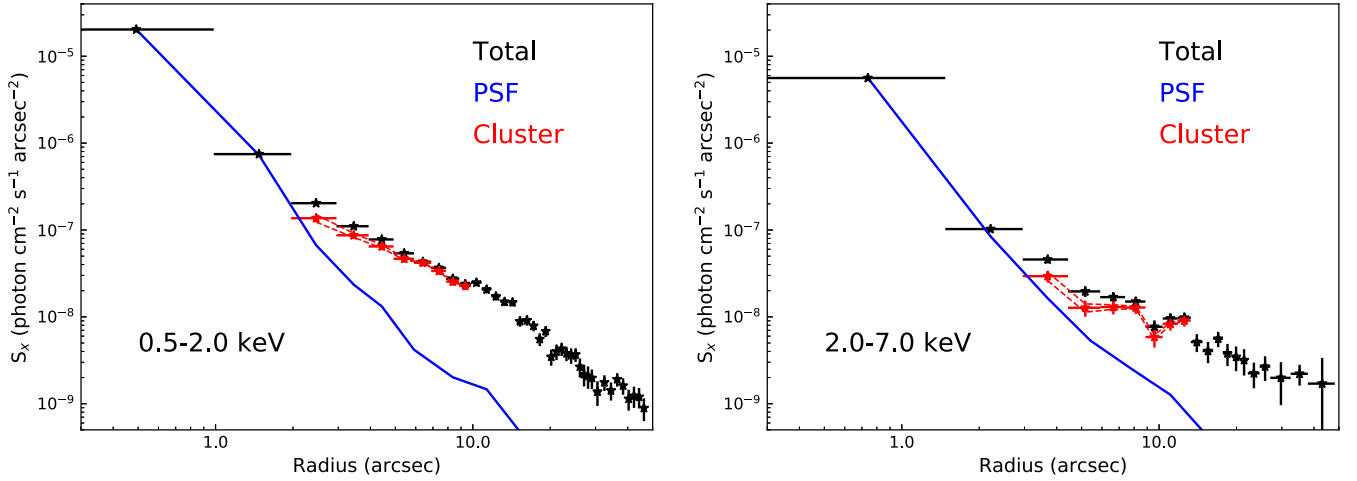 S_x (photon cm⁻² s⁻¹ arcsec⁻²)
10⁻⁵
10⁻⁶
10⁻⁷
10⁻⁸
10⁻⁹
Total
PSF
Cluster
0.5-2.0 keV
1.0
10.0
Radius (arcsec)
S_x (photon cm⁻² s⁻¹ arcsec⁻²)
10⁻⁵
10⁻⁶
10⁻⁷
10⁻⁸
10⁻⁹
Total
PSF
Cluster
2.0-7.0 keV
1.0
10.0
Radius (arcsec)